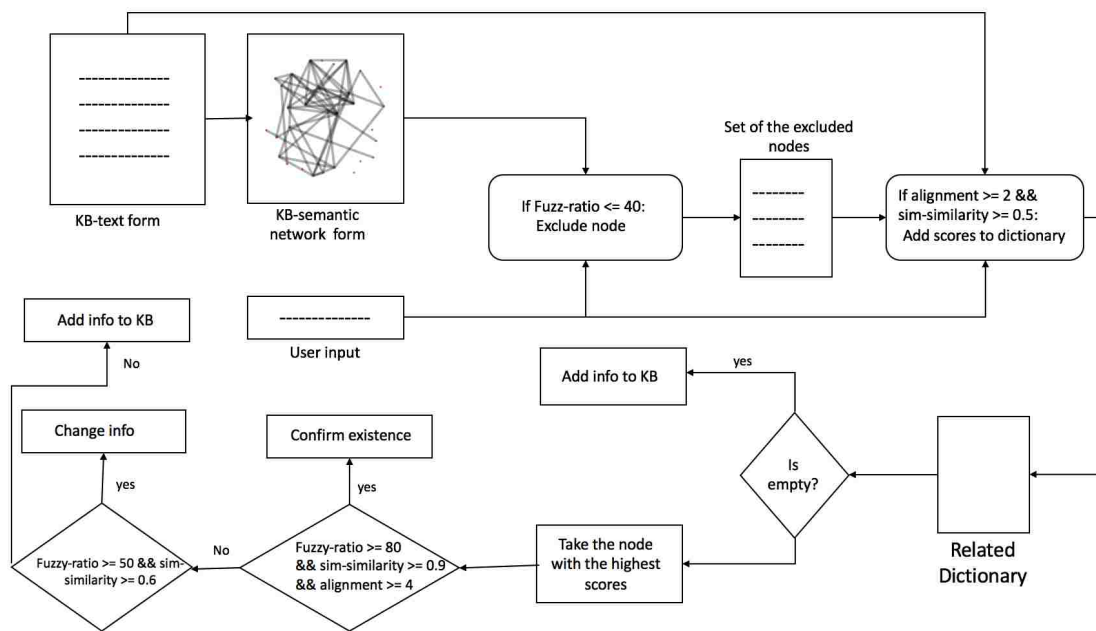 KB-text form
KB-semantic
network form
If Fuzz-ratio <= 40:
Exclude node
Set of the excluded
nodes
If alignment >= 2 &&
sim-similarity >= 0.5:
Add scores to dictionary
User input
Add info to KB
No
Change info
yes
Fuzzy-ratio >= 50 && sim-
similarity >= 0.6
No
Confirm existence
yes
Fuzzy-ratio >= 80
&& sim-similarity >= 0.9
&& alignment >= 4
Take the node
with the highest
scores
Add info to KB
yes
Is
empty?
Related
Dictionary